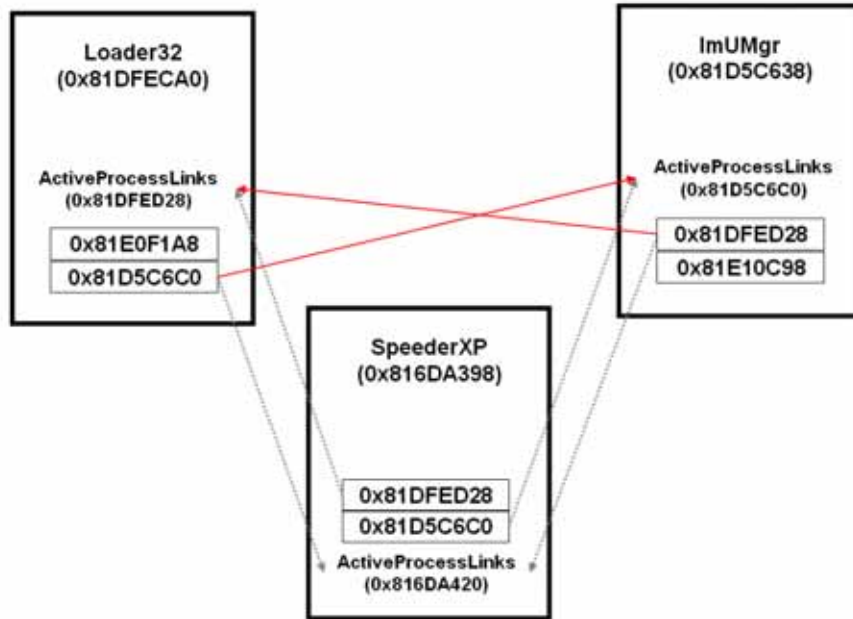 Loader32
(0x81DFECA0)
ActiveProcessLinks
(0x81DFED28)
0x81E0F1A8
0x81D5C6C0
ImUMgr
(0x81D5C638)
ActiveProcessLinks
(0x81D5C6C0)
0x81DFED28
0x81E10C98
SpeederXP
(0x816DA398)
0x81DFED28
0x81D5C6C0
ActiveProcessLinks
(0x816DA420)